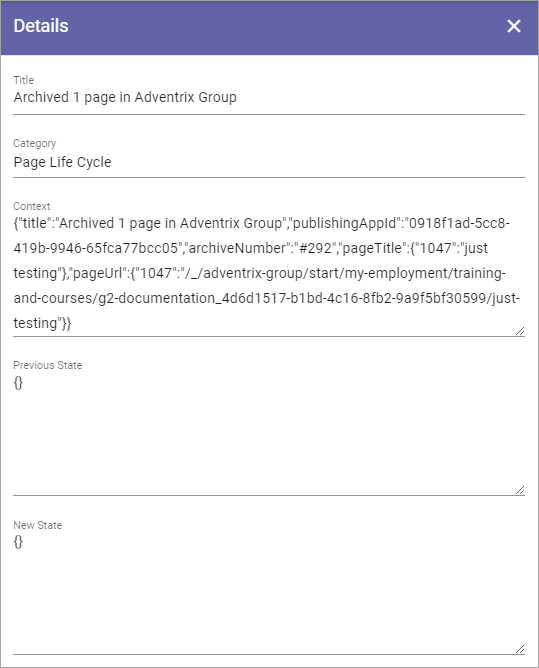 Details
Title
Archived 1 page in Adventrix Group
Category
Page Life Cycle
Context
{"title":"Archived 1 page in Adventrix Group","publishingAppId":"0918f1ad-5cc8-
419b-9946-65fca77bcc05","archiveNumber":"#292","pageTitle":{"1047":"just
testing"},"pageUrl":{"1047":"/_/adventrix-group/start/my-employment/training-
and-courses/g2-documentation_4d6d1517-b1bd-4c16-8fb2-9a9f5bf30599/just-
testing"}}
Previous State
{}
New State
{}